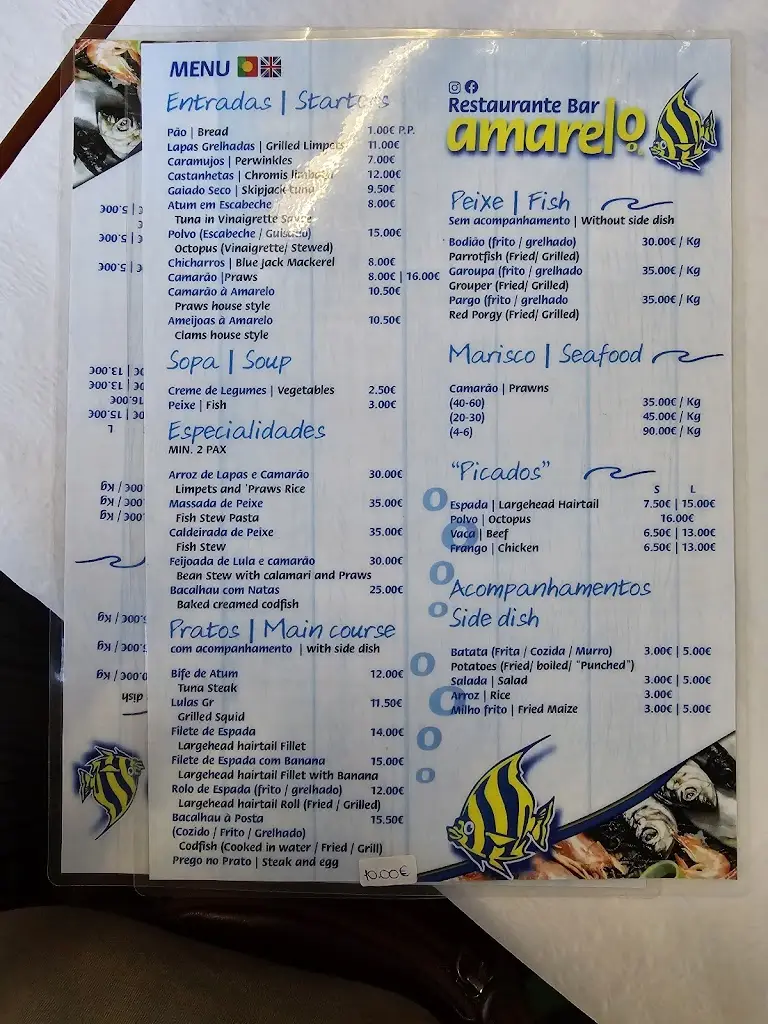 MENU
Entradas | Starters
Pão | Bread 1.00€ P.P.
Lapas Grelhadas | Grilled Limpets 11.00€
Caramujos | Perwinkles 7.00€
Castanhetas | Chromis limbata 12.00€
Gaiado Seco | Skipjack tuna 9.50€
Atum em Escabeche 8.00€
Tuna in Vinaigrette Sauce
Polvo (Escabeche / Guisado) 15.00€
Octopus (Vinaigrette/ Stewed)
Chicharros | Blue jack Mackerel 8.00€
Camarão |Praws 8.00€ | 16.00€
Camarão à Amarelo 10.50€
Praws house style
Ameijoas à Amarelo 10.50€
Clams house style
Sopa | Soup
Creme de Legumes | Vegetables 2.50€
Peixe | Fish 3.00€
Especialidades
MIN. 2 PAX
Arroz de Lapas e Camarão 30.00€
Limpets and 'Praws Rice
Massada de Peixe 35.00€
Fish Stew Pasta
Caldeirada de Peixe 35.00€
Fish Stew
Feijoada de Lula e camarão 30.00€
Bean Stew with calamari and Praws
Bacalhau com Natas 25.00€
Baked creamed codfish
Pratos | Main course
com acompanhamento | with side dish
Bife de Atum 12.00€
Tuna Steak
Lulas Gr 11.50€
Grilled Squid
Filete de Espada 14.00€
Largehead hairtail Fillet
Filete de Espada com Banana 15.00€
Largehead hairtail Fillet with Banana
Rolo de Espada (frito / grelhado) 12.00€
Largehead hairtail Roll (Fried / Grilled)
Bacalhau à Posta 15.50€
(Cozido / Frito / Grelhado)
Codfish (Cooked in water / Fried / Grill)
Prego no Prato | Steak and egg 10.00€
Restaurante Bar
amarelo
Peixe | Fish
Sem acompanhamento | Without side dish
Bodião (frito / grelhado) 30.00€ / Kg
Parrotfish (Fried/ Grilled)
Garoupa (frito / grelhado 35.00€ / Kg
Grouper (Fried/ Grilled)
Pargo (frito / grelhado 35.00€ / Kg
Red Porgy (Fried/ Grilled)
Marisco | Seafood
Camarão | Prawns
(40-60) 35.00€ / Kg
(20-30) 45.00€ / Kg
(4-6) 90.00€ / Kg
"Picados"
S L
Espada | Largehead Hairtail 7.50€ | 15.00€
Polvo | Octopus 16.00€
Vaca | Beef 6.50€ | 13.00€
Frango | Chicken 6.50€ | 13.00€
Acompanhamentos
Side dish
Batata (Frita / Cozida / Murro) 3.00€ | 5.00€
Potatoes (Fried/ boiled/ "Punched")
Salada | Salad 3.00€ | 5.00€
Arroz | Rice 3.00€
Milho frito | Fried Maize 3.00€ | 5.00€